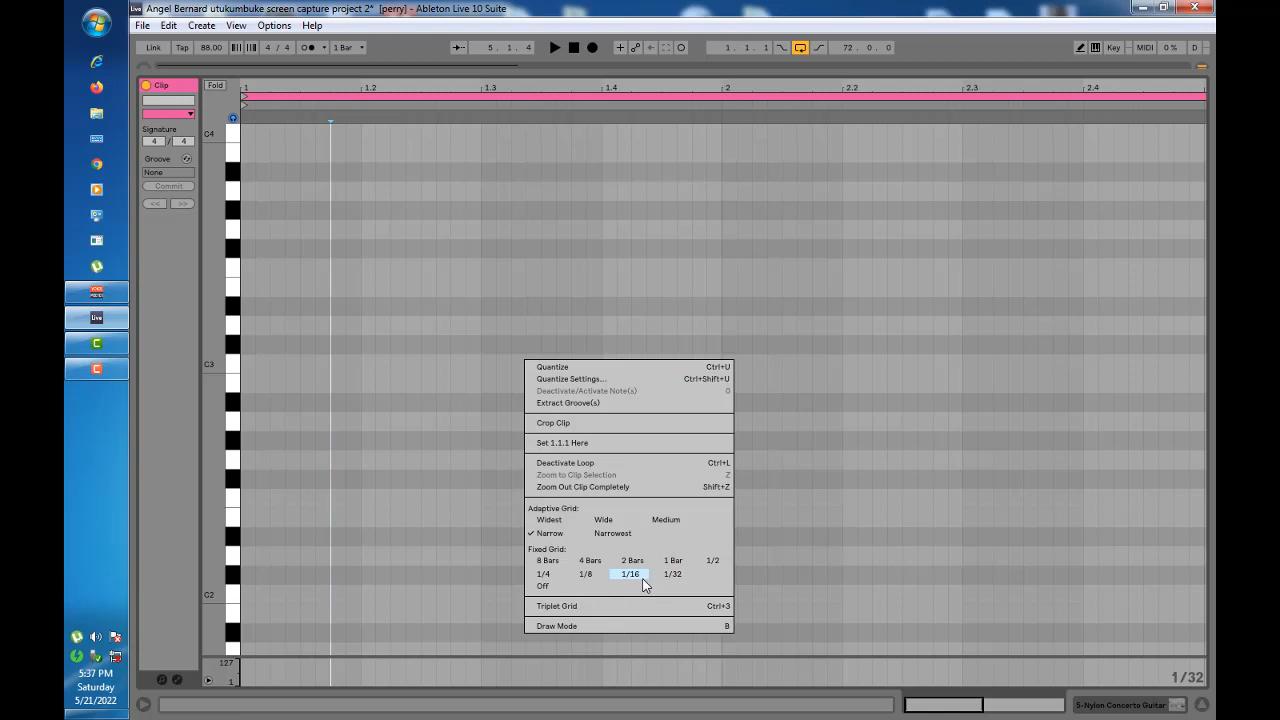 Live Angel Bernard utukumbuke screen capture project 2* [perry] - Ableton Live 10 Suite
File Edit Create View Options Help
Link Tap 88.00 4 / 4 1 Bar 5. 1. 4 1. 1. 1 72. 0. 0 Key MIDI 0 % D
Clip Fold 1 1.2 1.3 1.4 2 2.2 2.3 2.4
Signature
4 / 4
Groove
None
Commit
<< >>
C4
C3
C2
127
1
Quantize Ctrl+U
Quantize Settings... Ctrl+Shift+U
Deactivate/Activate Note(s) 0
Extract Groove(s)
Crop Clip
Set 1.1.1 Here
Deactivate Loop Ctrl+L
Zoom to Clip Selection Z
Zoom Out Clip Completely Shift+Z
Adaptive Grid:
Widest Wide Medium
Narrow Narrowest
Fixed Grid:
8 Bars 4 Bars 2 Bars 1 Bar 1/2
1/4 1/8 1/16 1/32
Off
Triplet Grid Ctrl+3
Draw Mode B
1/32
5-Nylon Concerto Guitar
Live
5:37 PM
Saturday
5/21/2022